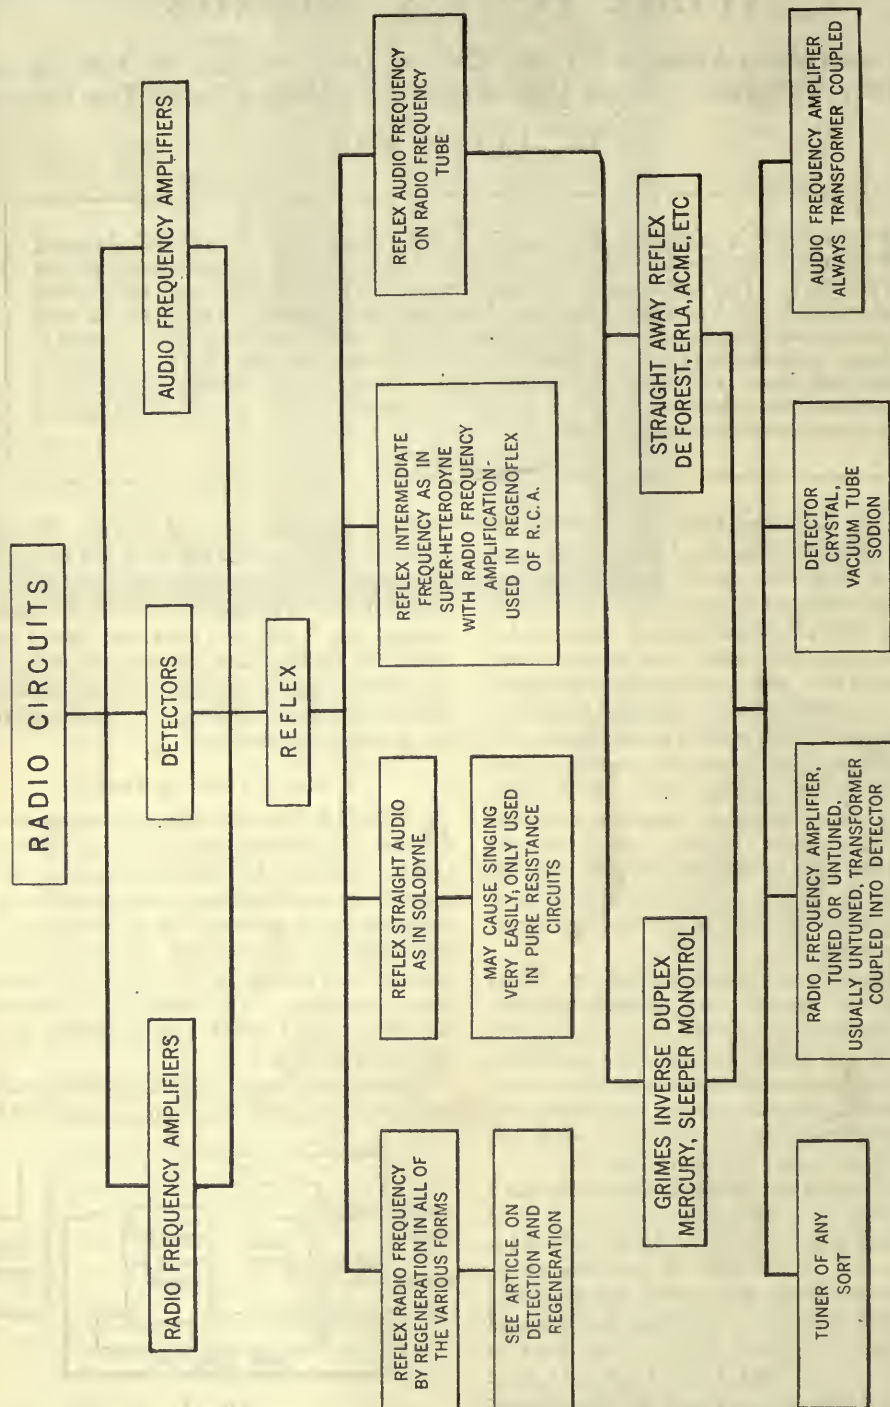 RADIO CIRCUITS
RADIO FREQUENCY AMPLIFIERS
DETECTORS
AUDIO FREQUENCY AMPLIFIERS
REFLEX
REFLEX RADIO FREQUENCY
BY REGENERATION IN ALL OF
THE VARIOUS FORMS
REFLEX STRAIGHT AUDIO
AS IN SOLODYNE
REFLEX INTERMEDIATE
FREQUENCY AS IN
SUPER-HETERODYNE
WITH RADIO FREQUENCY
AMPLIFICATION-
USED IN REGENOFLEX
OF R.C.A.
REFLEX AUDIO FREQUENCY
ON RADIO FREQUENCY
TUBE
SEE ARTICLE ON
DETECTION AND
REGENERATION
MAY CAUSE SINGING
VERY EASILY; ONLY USED
IN PURE RESISTANCE
CIRCUITS
GRIMES INVERSE DUPLEX
MERCURY, SLEEPER MONOTROL
STRAIGHT AWAY REFLEX
DE FOREST, ERLA, ACME, ETC
TUNER OF ANY
SORT
RADIO FREQUENCY AMPLIFIER,
TUNED OR UNTUNED,
USUALLY UNTUNED, TRANSFORMER
COUPLED INTO DETECTOR
DETECTOR
CRYSTAL,
VACUUM TUBE
SODION
AUDIO FREQUENCY AMPLIFIER
ALWAYS TRANSFORMER COUPLED